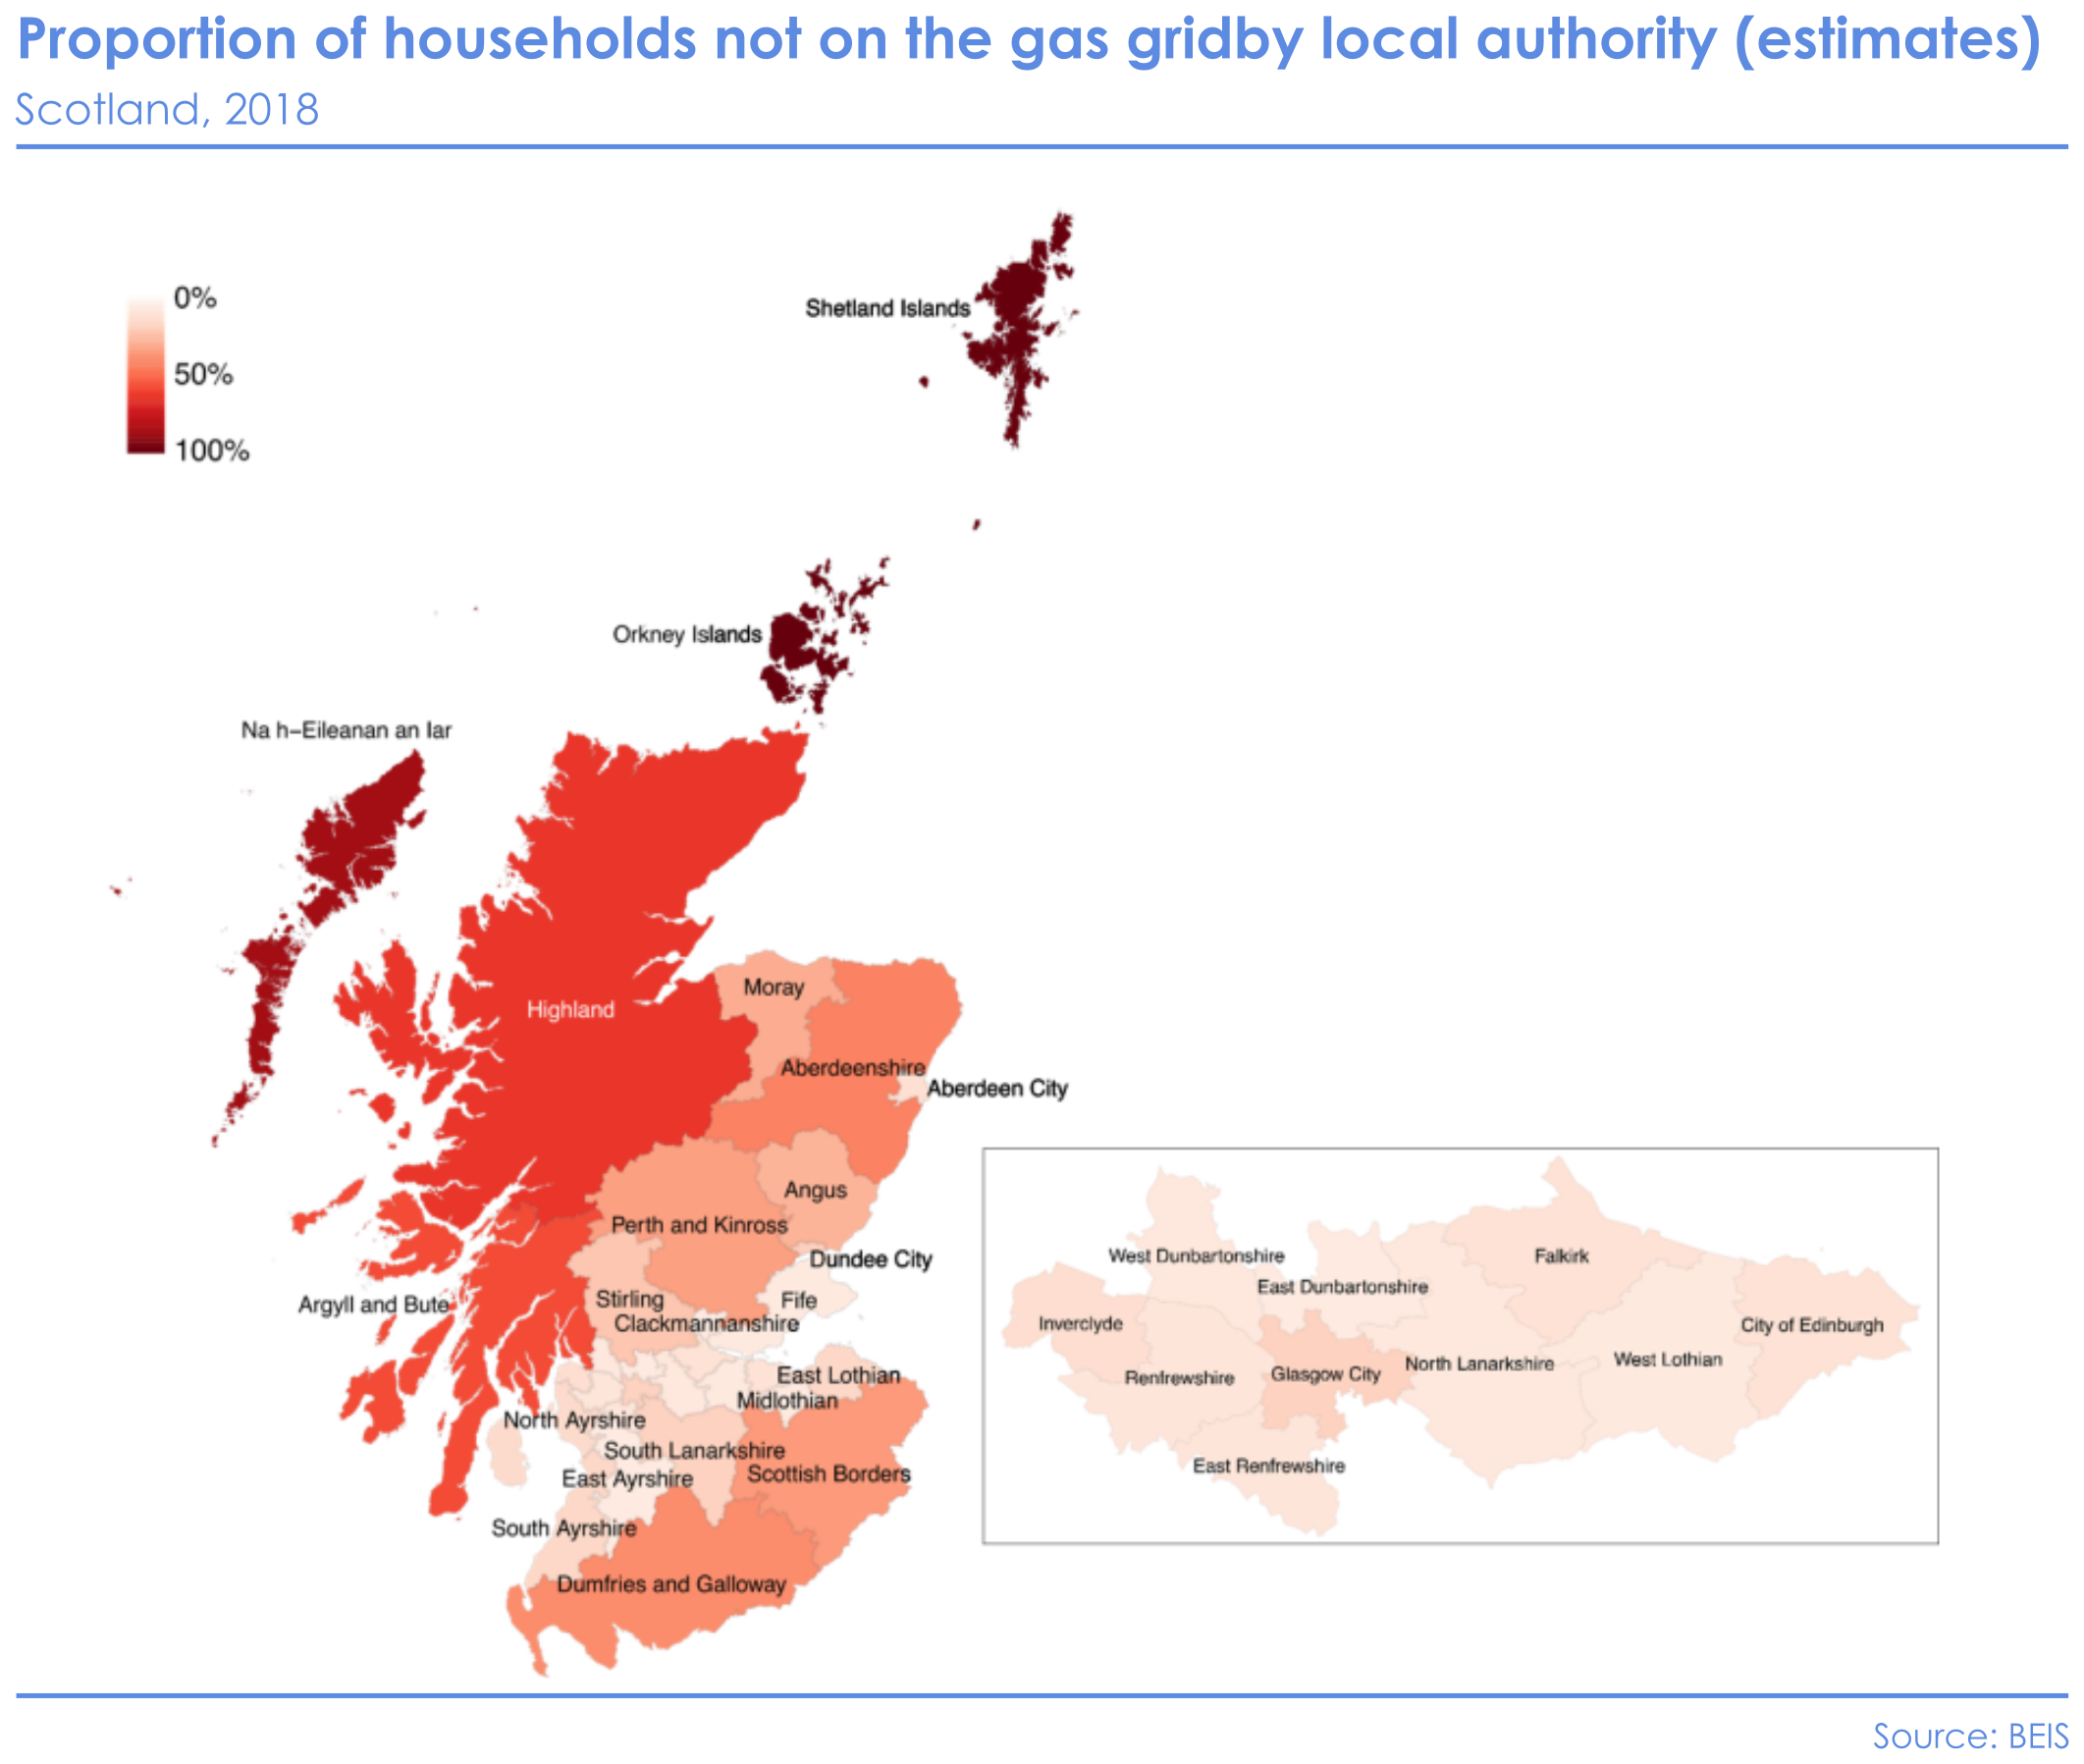 Proportion of households not on the gas gridby local authority (estimates)
Scotland, 2018
0%
50%
100%
Shetland Islands
Orkney Islands
Na h-Eileanan an Iar
Highland
Moray
Aberdeenshire
Aberdeen City
Angus
Perth and Kinross
Dundee City
Argyll and Bute
Stirling
Fife
Clackmannanshire
East Lothian
Midlothian
North Ayrshire
South Lanarkshire
East Ayrshire
Scottish Borders
South Ayrshire
Dumfries and Galloway
West Dunbartonshire
Falkirk
East Dunbartonshire
Inverclyde
City of Edinburgh
Renfrewshire
Glasgow City
North Lanarkshire
West Lothian
East Renfrewshire
Source: BEIS